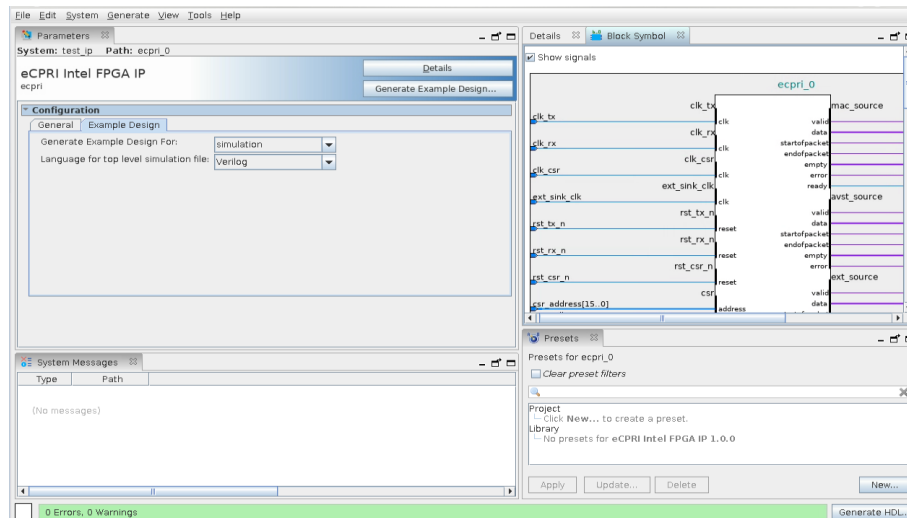 File Edit System Generate View Tools Help
Parameters
System: test_ip Path: ecpri_0
eCPRI Intel FPGA IP
ecpri
Details
Generate Example Design...
Configuration
General Example Design
Generate Example Design For: simulation
Language for top level simulation file: Verilog
System Messages
Type Path
(No messages)
0 Errors, 0 Warnings
Details Block Symbol
Show signals
ecpri_0
clk_tx mac_source
clk_tx clk valid
clk_rx data
clk_rx clk startofpacket
endofpacket
clk_csr empty
clk_csr clk error
ext_sink_clk ready
ext_sink_clk clk avst_source
rst_tx_n valid
rst_tx_n reset data
startofpacket
rst_rx_n endofpacket
rst_rx_n reset empty
rst_csr_n error
rst_csr_n reset ext_source
csr valid
csr_address[15..0] address data
Presets
Presets for ecpri_0
Clear preset filters
Project
Click New... to create a preset.
Library
No presets for eCPRI Intel FPGA IP 1.0.0
Apply Update... Delete New...
Generate HDL...